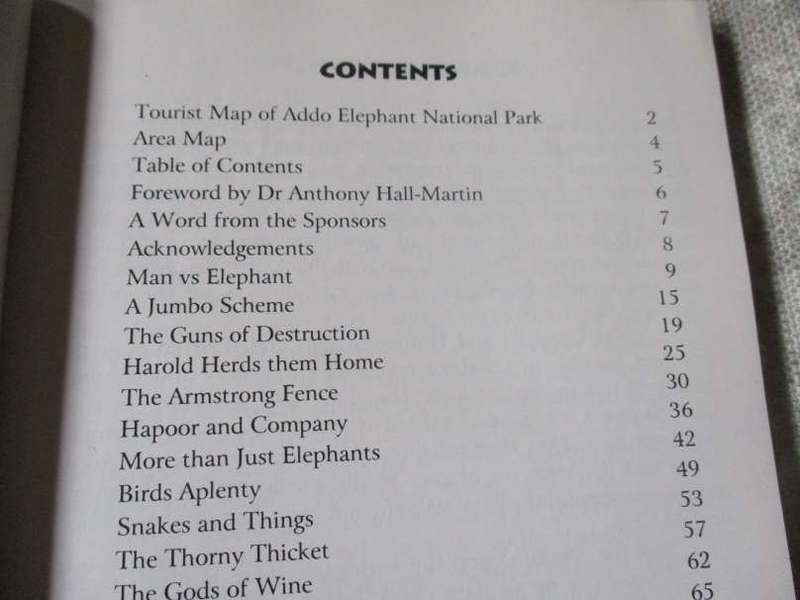 CONTENTS
Tourist Map of Addo Elephant National Park 2
Area Map 4
Table of Contents 5
Foreword by Dr Anthony Hall-Martin 6
A Word from the Sponsors 7
Acknowledgements 8
Man vs Elephant 9
A Jumbo Scheme 15
The Guns of Destruction 19
Harold Herds them Home 25
The Armstrong Fence 30
Hapoor and Company 36
More than Just Elephants 42
Birds Aplenty 49
Snakes and Things 53
The Thorny Thicket 57
The Gods of Wine 62
65